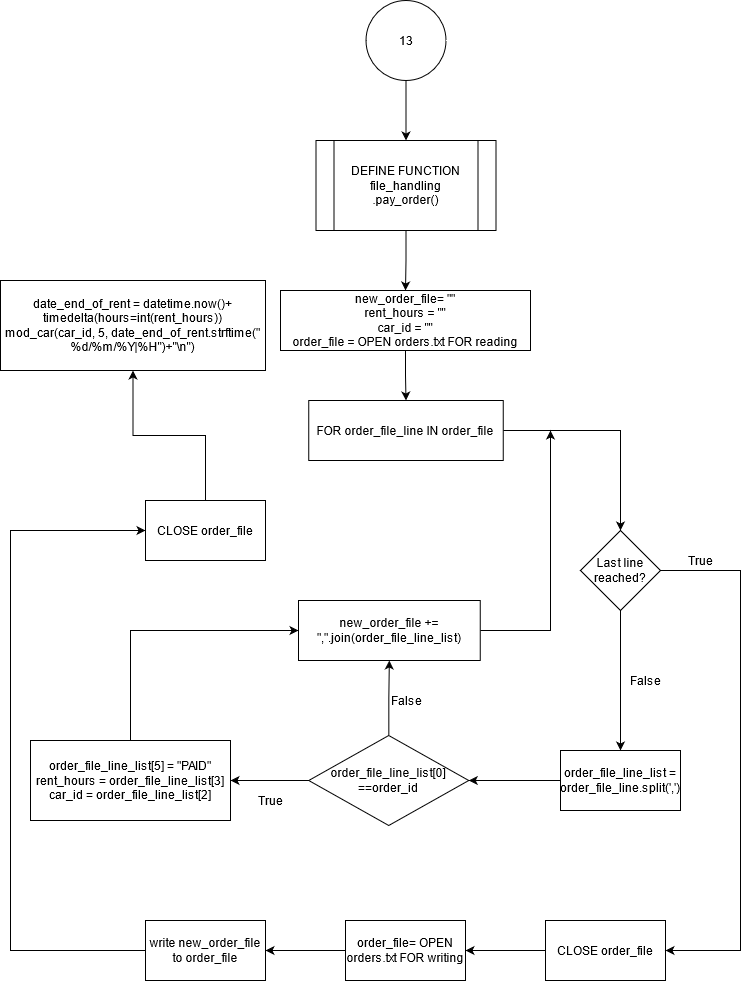 13
DEFINE FUNCTION
file_handling
.pay_order()
date_end_of_rent = datetime.now()+
timedelta(hours=int(rent_hours))
mod_car(car_id, 5, date_end_of_rent.strftime("
%d/%m/%Y|%H")+"\n")
new_order_file= ""
rent_hours = ""
car_id = ""
order_file = OPEN orders.txt FOR reading
FOR order_file_line IN order_file
CLOSE order_file
Last line
reached?
True
new_order_file +=
",".join(order_file_line_list)
False
False
order_file_line_list[5] = "PAID"
rent_hours = order_file_line_list[3]
car_id = order_file_line_list[2]
True
order_file_line_list[0]
==order_id
order_file_line_list =
order_file_line.split(',')
write new_order_file
to order_file
order_file= OPEN
orders.txt FOR writing
CLOSE order_file